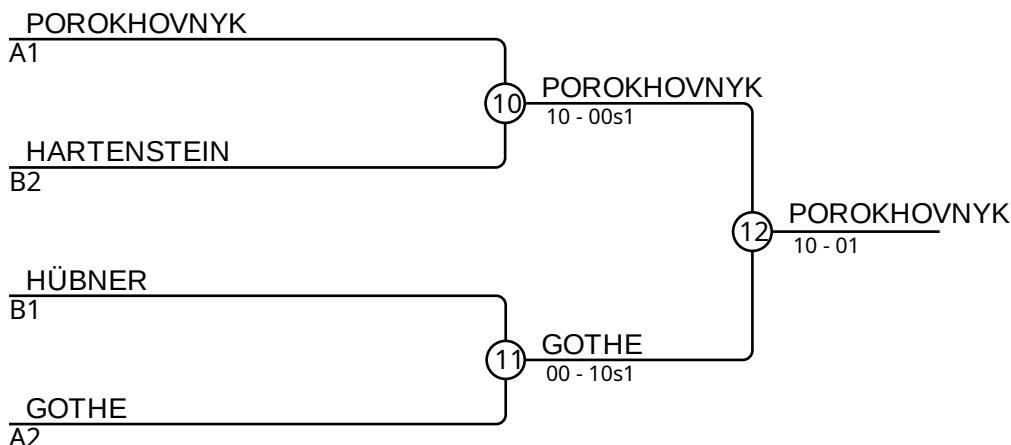 POROKHOVNYK
A1
10
POROKHOVNYK
10 - 00s1
HARTENSTEIN
B2
12
POROKHOVNYK
10 - 01
HÜBNER
B1
11
GOTHE
00 - 10s1
GOTHE
A2